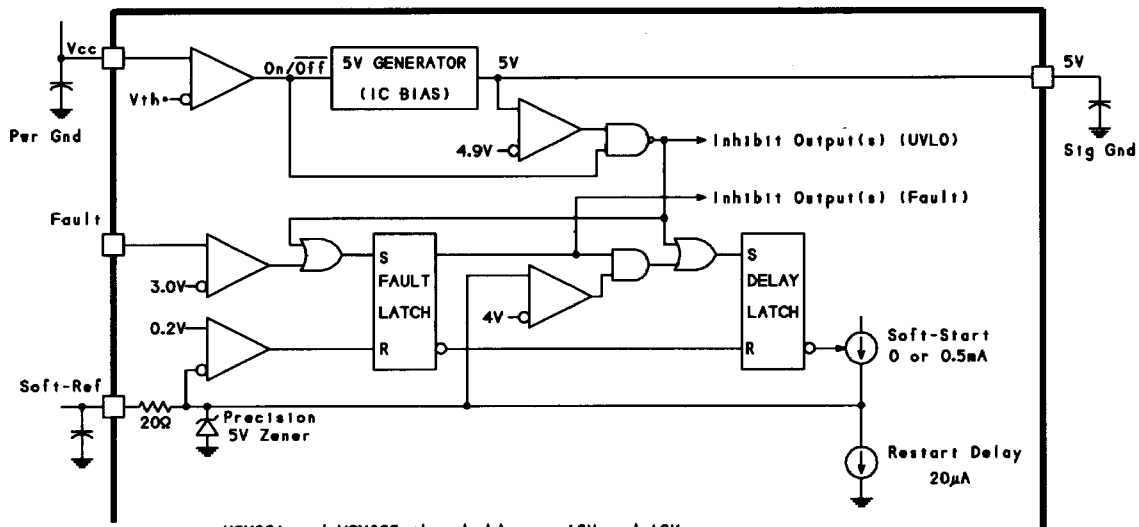 Vcc
On/Off
5V GENERATOR
(IC BIAS)
5V
5V
Vth
Pwr Gnd
4.9V
Inhibit Output(s) (UVLO)
Sig Gnd
Inhibit Output(s) (Fault)
Fault
3.0V
S
FAULT
LATCH
R
4V
S
DELAY
LATCH
R
0.2V
Soft-Start
0 or 0.5mA
Soft-Ref
20Ω
Precision
5V Zener
Restart Delay
20μA